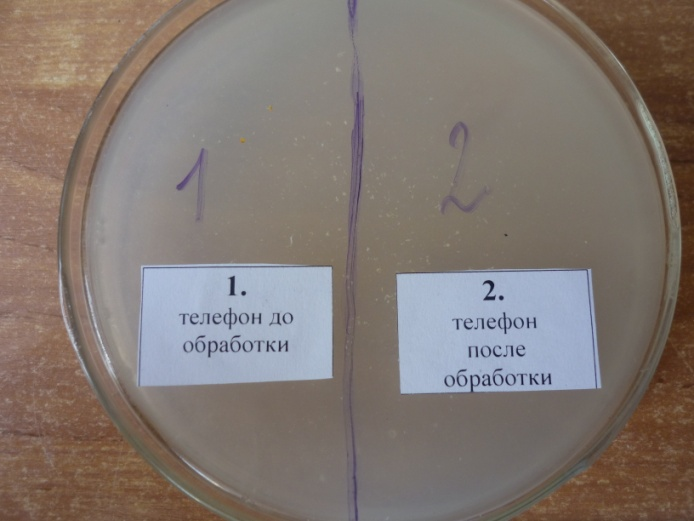 1
2
1.
телефон до
обработки
2.
телефон
после
обработки